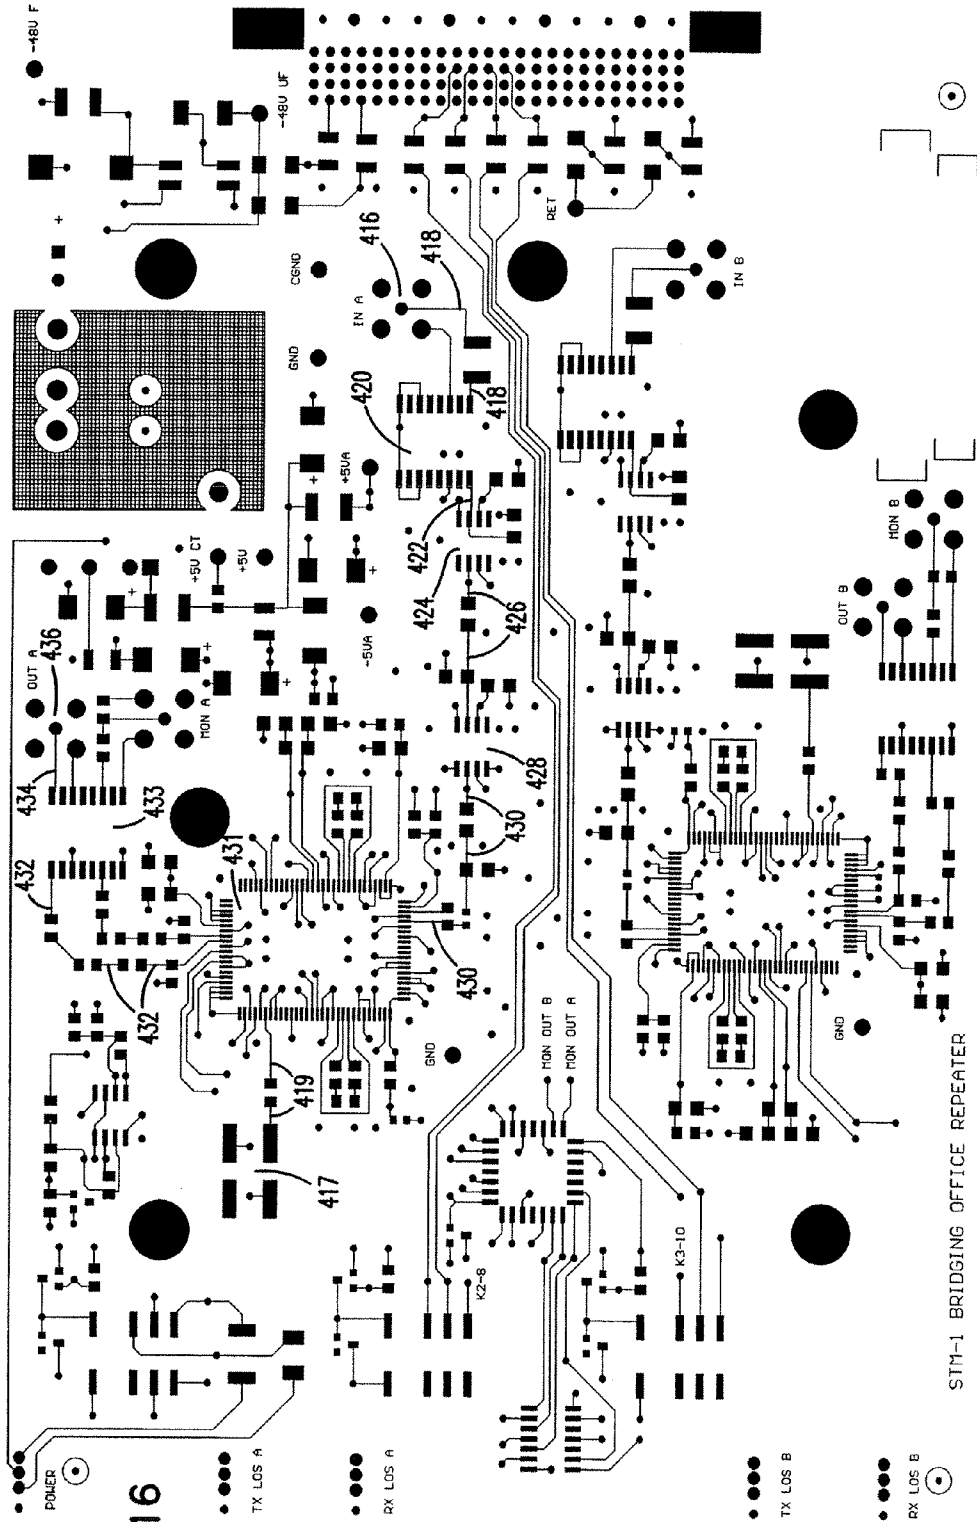 -48V F
-48V UF
+
RET
416
418
CGND
IN A
IN B
GND
420
418
+5VA
422
+5V CT
+5V
+
424
426
MON B
436
OUT A
-5VA
+
OUT B
+
MON A
+
434
428
433
430
432
431
430
432
MON OUT B
MON OUT A
GND
GND
419
417
K2-8
K3-10
STM-1 BRIDGING OFFICE REPEATER
POWER
16
TX LOS A
RX LOS A
TX LOS B
RX LOS B